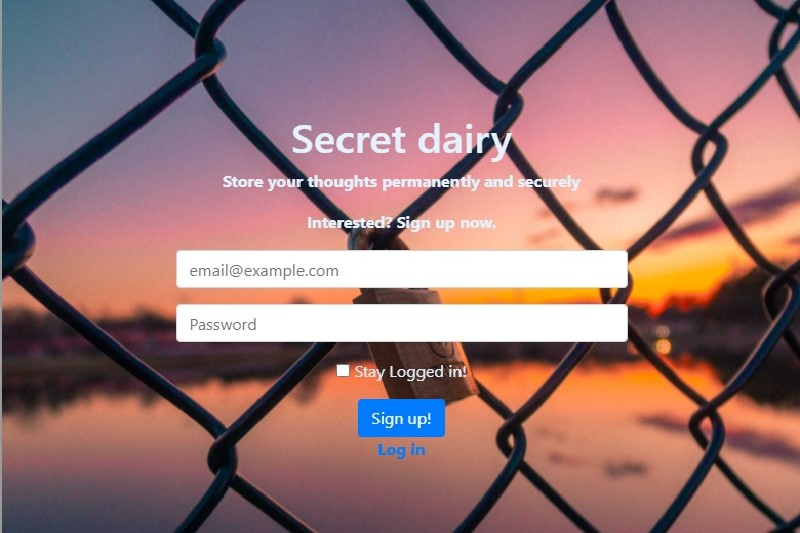 Secret dairy
Store your thoughts permanently and securely
Interested? Sign up now.
email@example.com
Password
Stay Logged in!
Sign up!
Log in